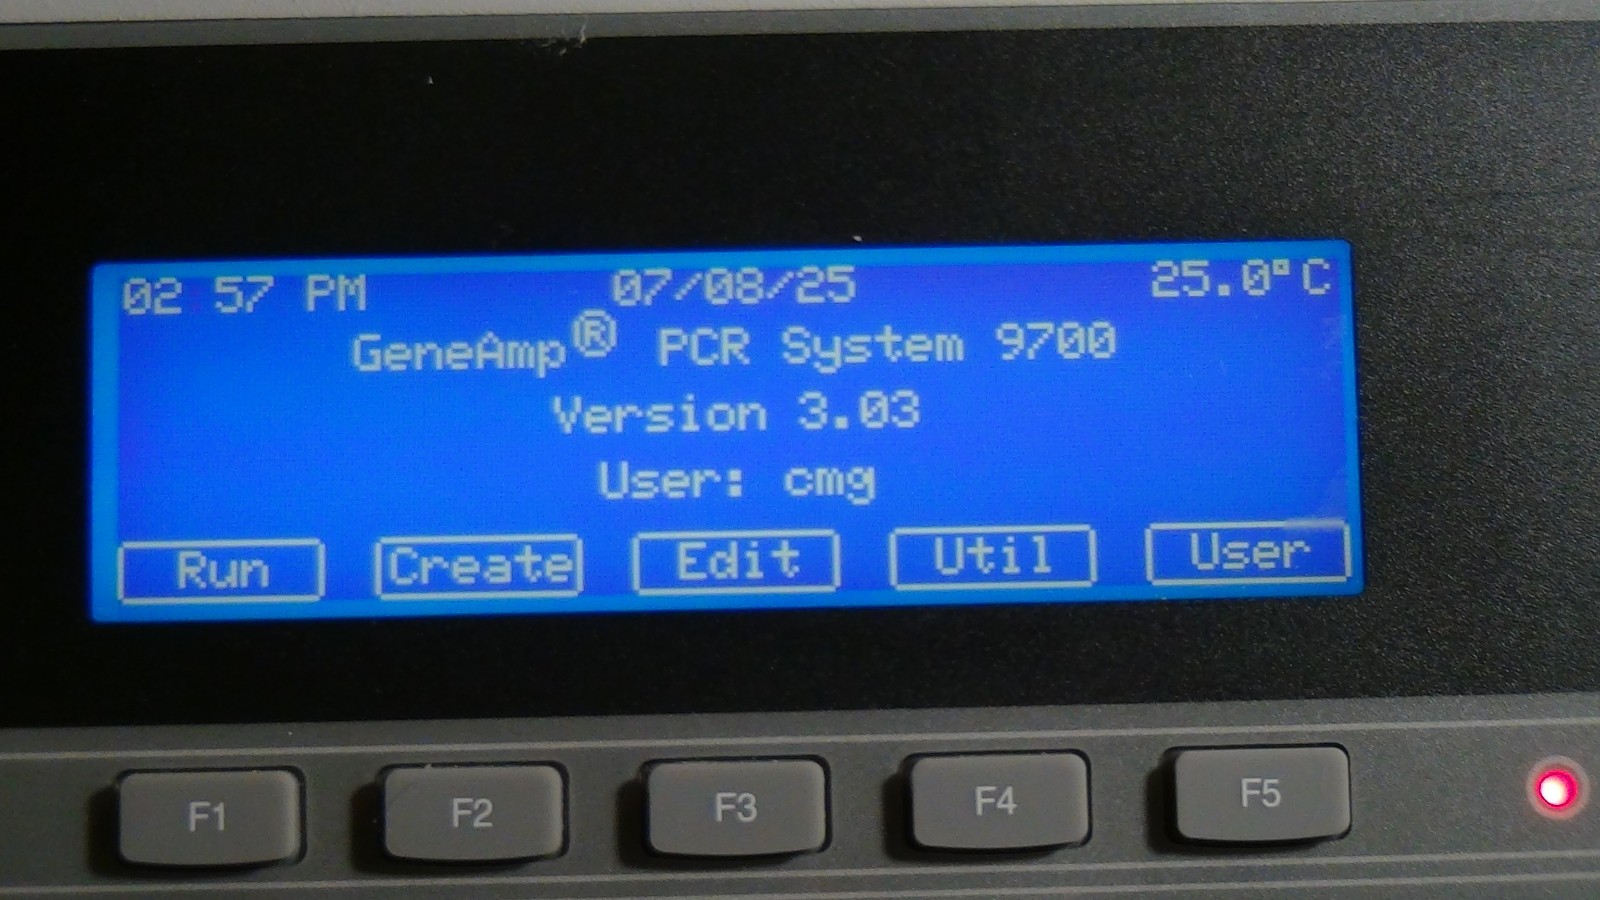 02:57 PM 07/08/25 25.0°C
GeneAmp® PCR System 9700
Version 3.03
User: cmg
Run Create Edit Util User
F1 F2 F3 F4 F5